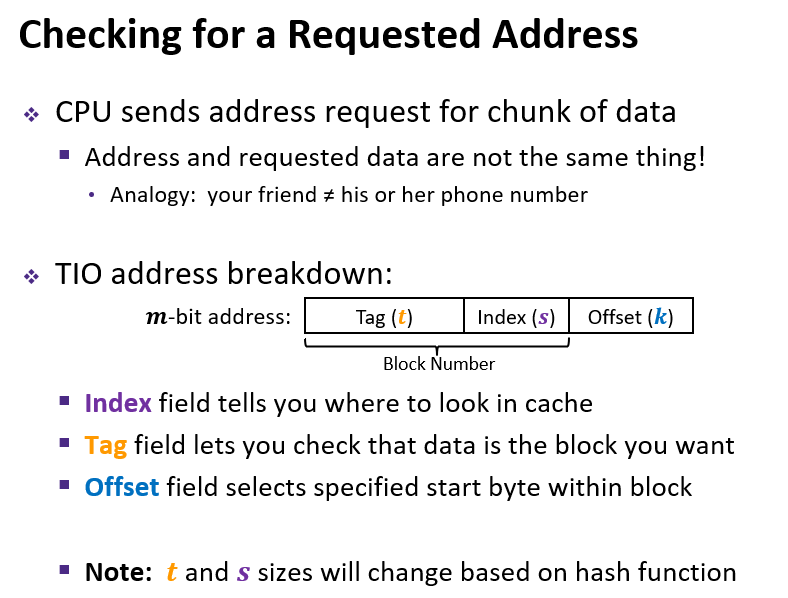 Checking for a Requested Address
❖ CPU sends address request for chunk of data
▪ Address and requested data are not the same thing!
• Analogy: your friend ≠ his or her phone number
❖ TIO address breakdown:
m-bit address: Tag (t) Index (s) Offset (k)
Block Number
▪ Index field tells you where to look in cache
▪ Tag field lets you check that data is the block you want
▪ Offset field selects specified start byte within block
▪ Note: t and s sizes will change based on hash function